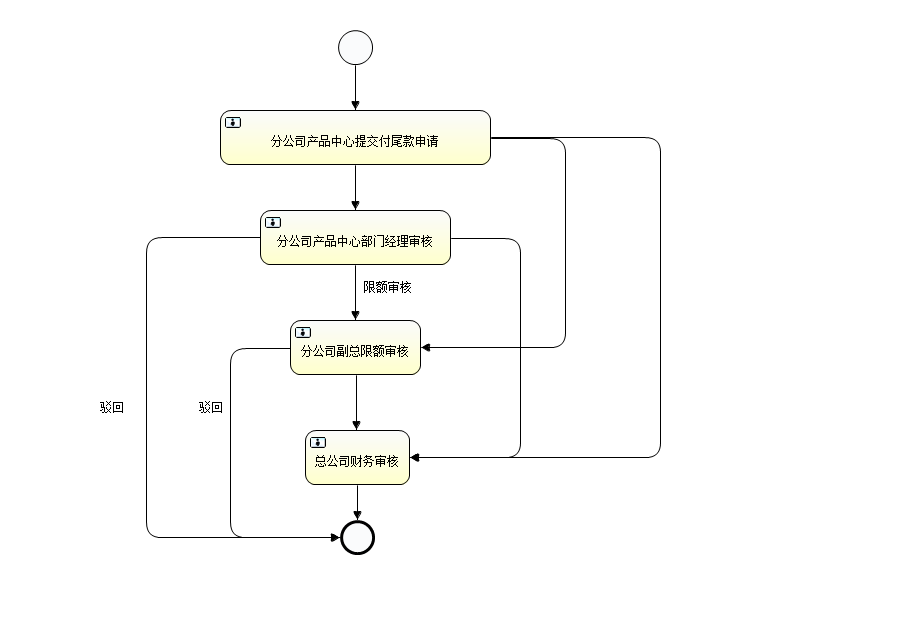 分公司产品中心提交付尾款申请
分公司产品中心部门经理审核
限额审核
分公司副总限额审核
驳回
驳回
总公司财务审核